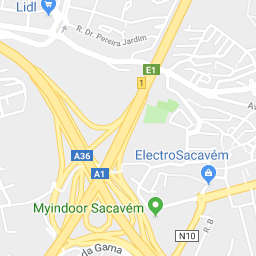 Lidl
R. Dr. Pereira Jardim
E1
1
Av
A36
ElectroSacavém
A1
Myindoor Sacavém
R. B
N10
da Gama